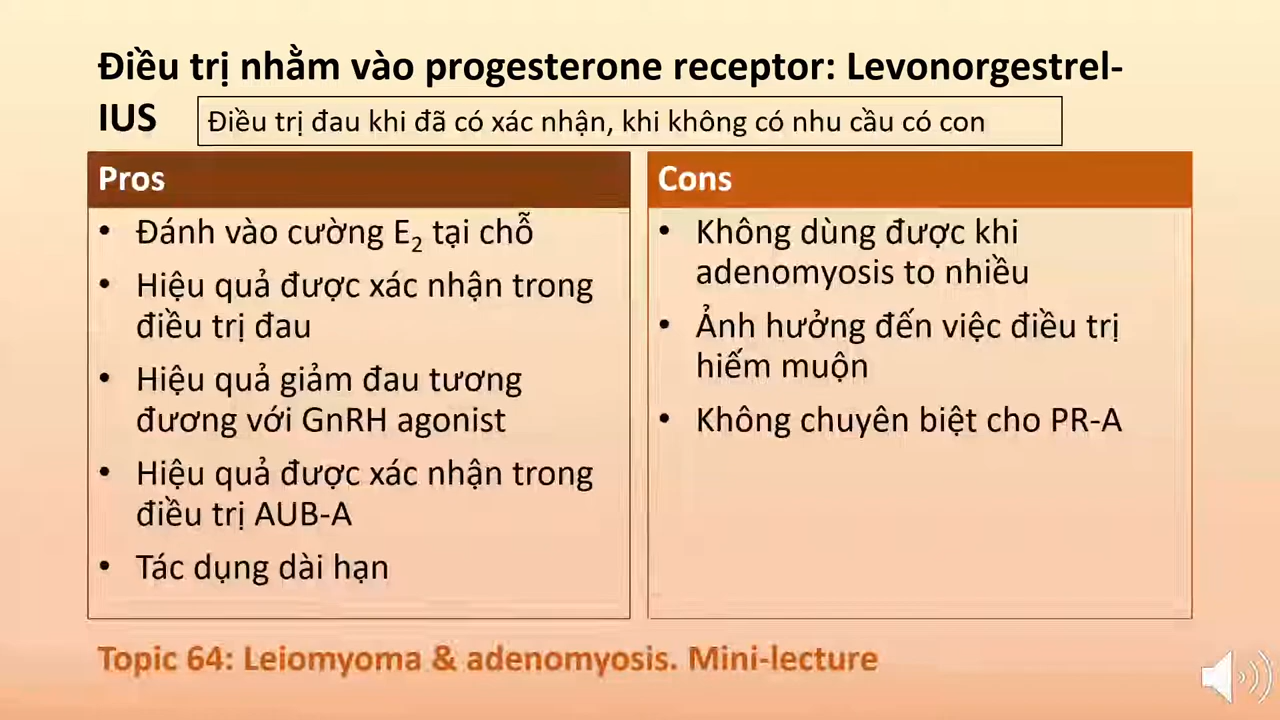 Điều trị nhằm vào progesterone receptor: Levonorgestrel-
IUS
Điều trị đau khi đã có xác nhận, khi không có nhu cầu có con
Pros
• Đánh vào cường E₂ tại chỗ
• Hiệu quả được xác nhận trong
điều trị đau
• Hiệu quả giảm đau tương
đương với GnRH agonist
• Hiệu quả được xác nhận trong
điều trị AUB-A
• Tác dụng dài hạn
Cons
• Không dùng được khi
adenomyosis to nhiều
• Ảnh hưởng đến việc điều trị
hiếm muộn
• Không chuyên biệt cho PR-A
Topic 64: Leiomyoma & adenomyosis. Mini-lecture